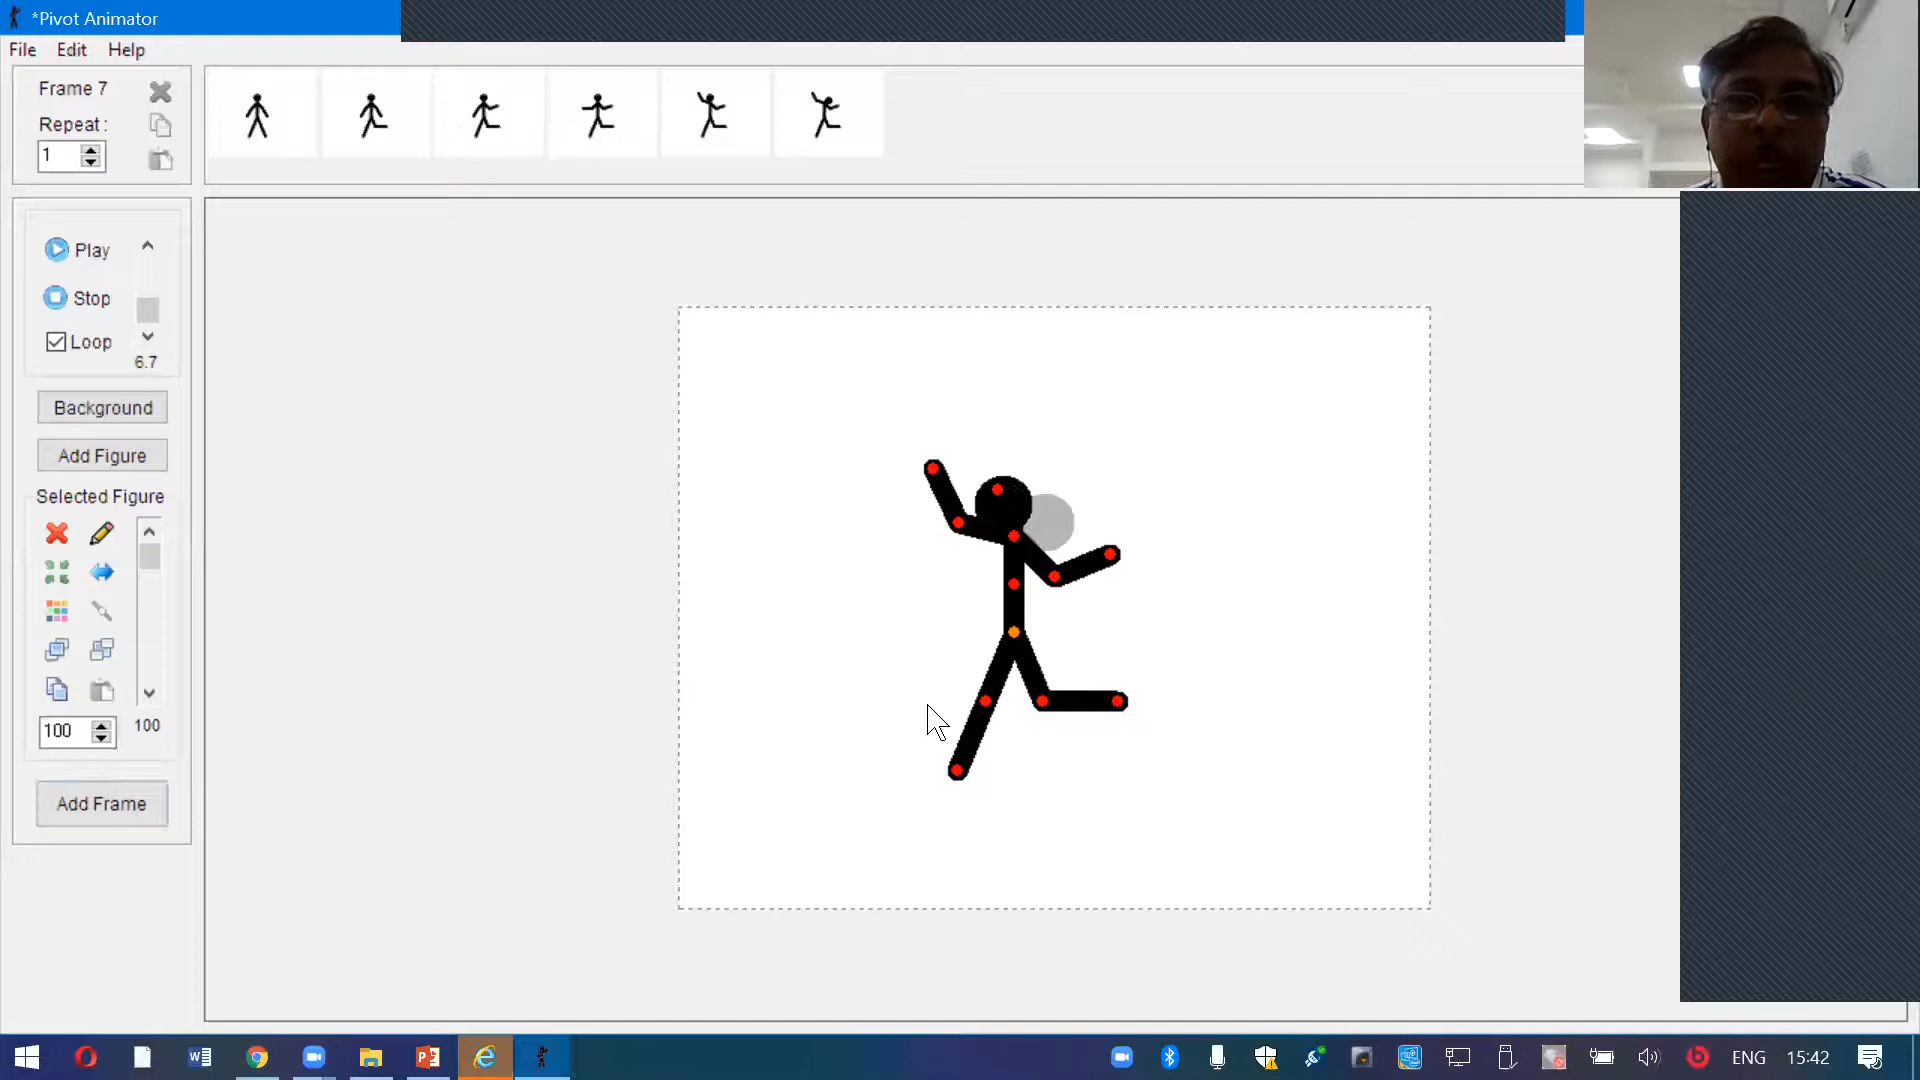 *Pivot Animator
File Edit Help
Frame 7
Repeat :
1
Play
Stop
Loop
6.7
Background
Add Figure
Selected Figure
100
100
Add Frame
ENG 15:42